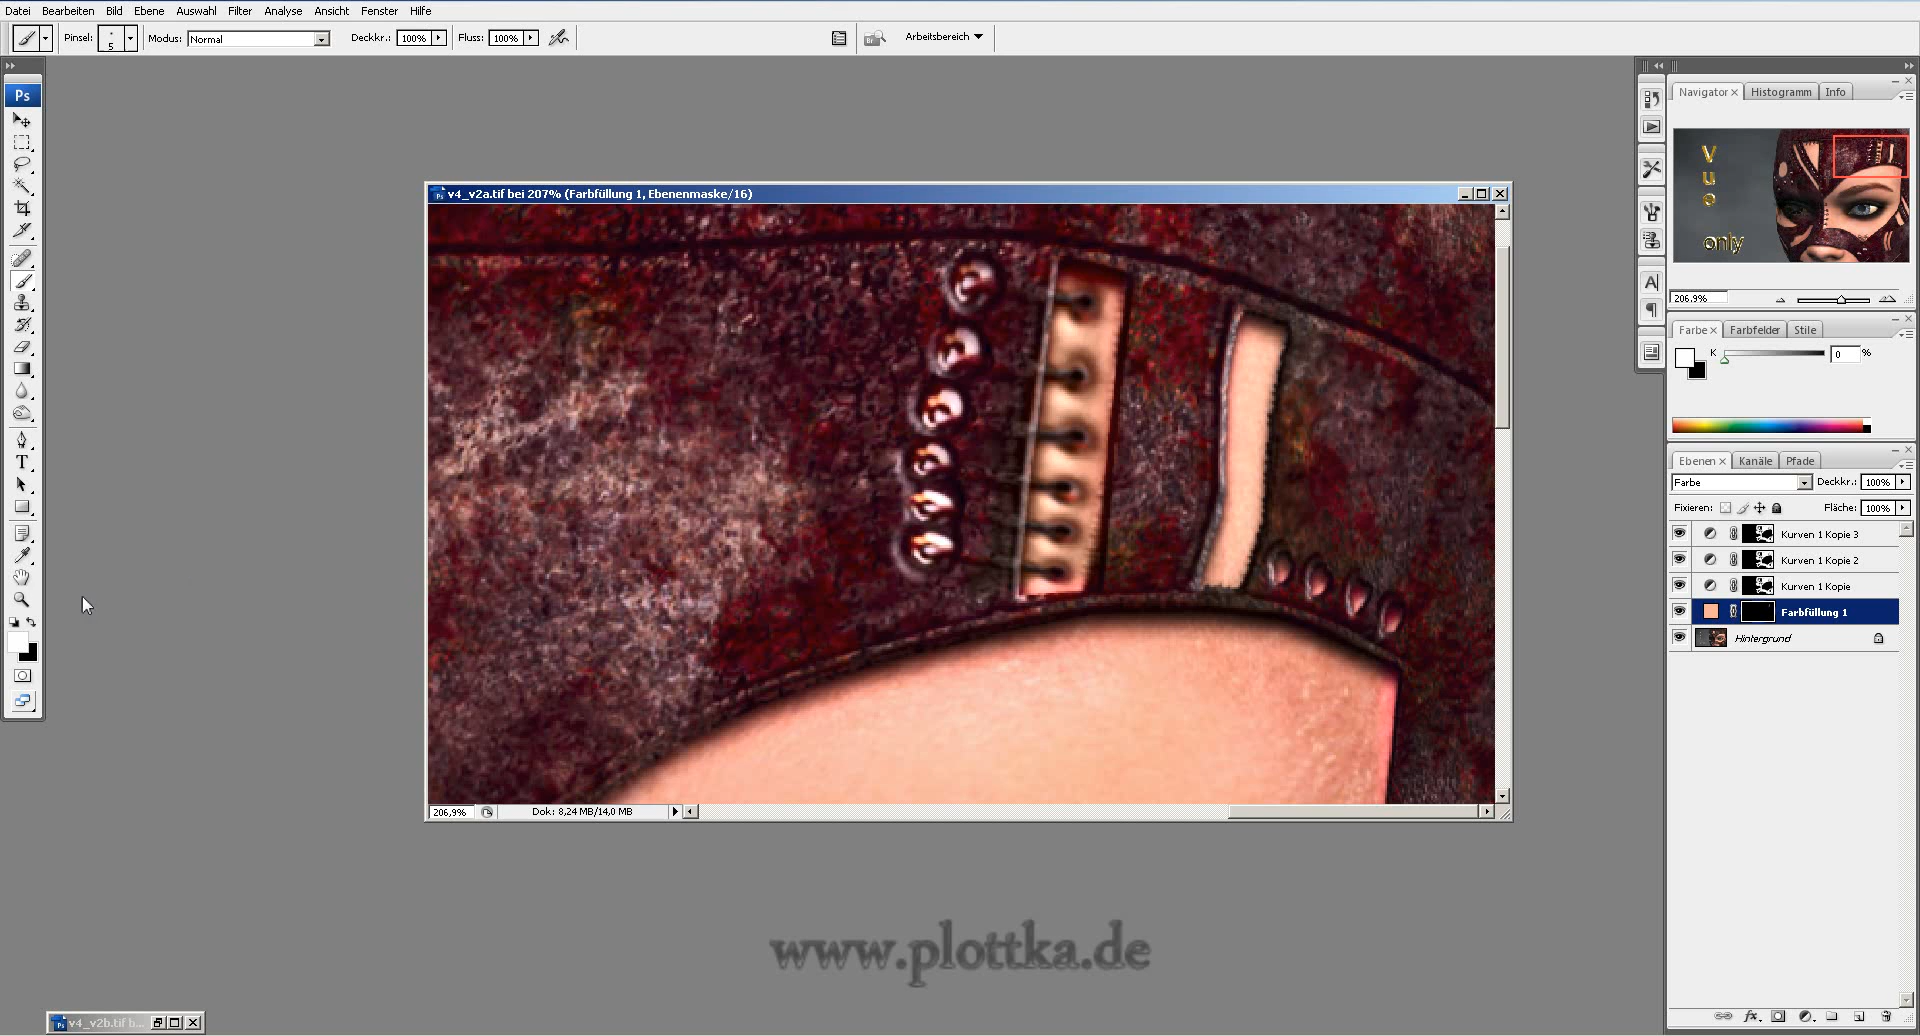 Datei Bearbeiten Bild Ebene Auswahl Filter Analyse Ansicht Fenster Hilfe
Pinsel: 5 Modus: Normal Deckkr.: 100% Fluss: 100% Arbeitsbereich
Ps
T
v4_v2a.tif bei 207% (Farbfüllung 1, Ebenenmaske/16)
206,9% Dok: 8,24 MB/14,0 MB
Navigator Histogramm Info
V
u
e
only
206.9%
Farbe Farbfelder Stile
K 0 %
Ebenen Kanäle Pfade
Farbe Deckkr.: 100%
Fixieren: Fläche: 100%
Kurven 1 Kopie 3
Kurven 1 Kopie 2
Kurven 1 Kopie
Farbfüllung 1
Hintergrund
www.plottka.de
v4_v2b.tif b...